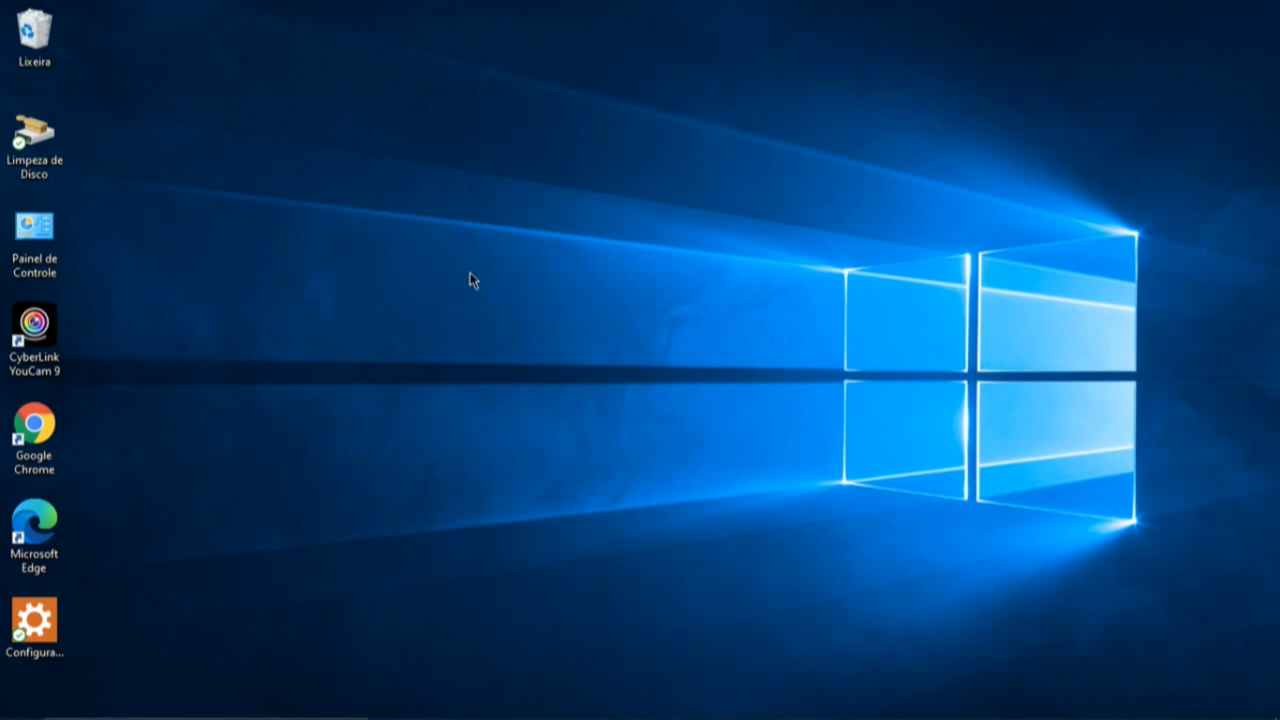 Lixeira
Limpeza de
Disco
Painel de
Controle
CyberLink
YouCam 9
Google
Chrome
Microsoft
Edge
Configura...